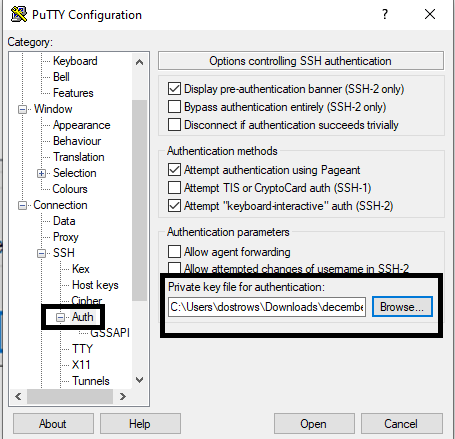 PuTTY Configuration
Category:
Keyboard
Bell
Features
Window
Appearance
Behaviour
Translation
Selection
Colours
Connection
Data
Proxy
SSH
Kex
Host keys
Cipher
Auth
GSSAPI
TTY
X11
Tunnels
Options controlling SSH authentication
Display pre-authentication banner (SSH-2 only)
Bypass authentication entirely (SSH-2 only)
Disconnect if authentication succeeds trivially
Authentication methods
Attempt authentication using Pageant
Attempt TIS or CryptoCard auth (SSH-1)
Attempt "keyboard-interactive" auth (SSH-2)
Authentication parameters
Allow agent forwarding
Allow attempted changes of username in SSH-2
Private key file for authentication:
C:\Users\dostrows\Downloads\decembe
Browse...
About
Help
Open
Cancel